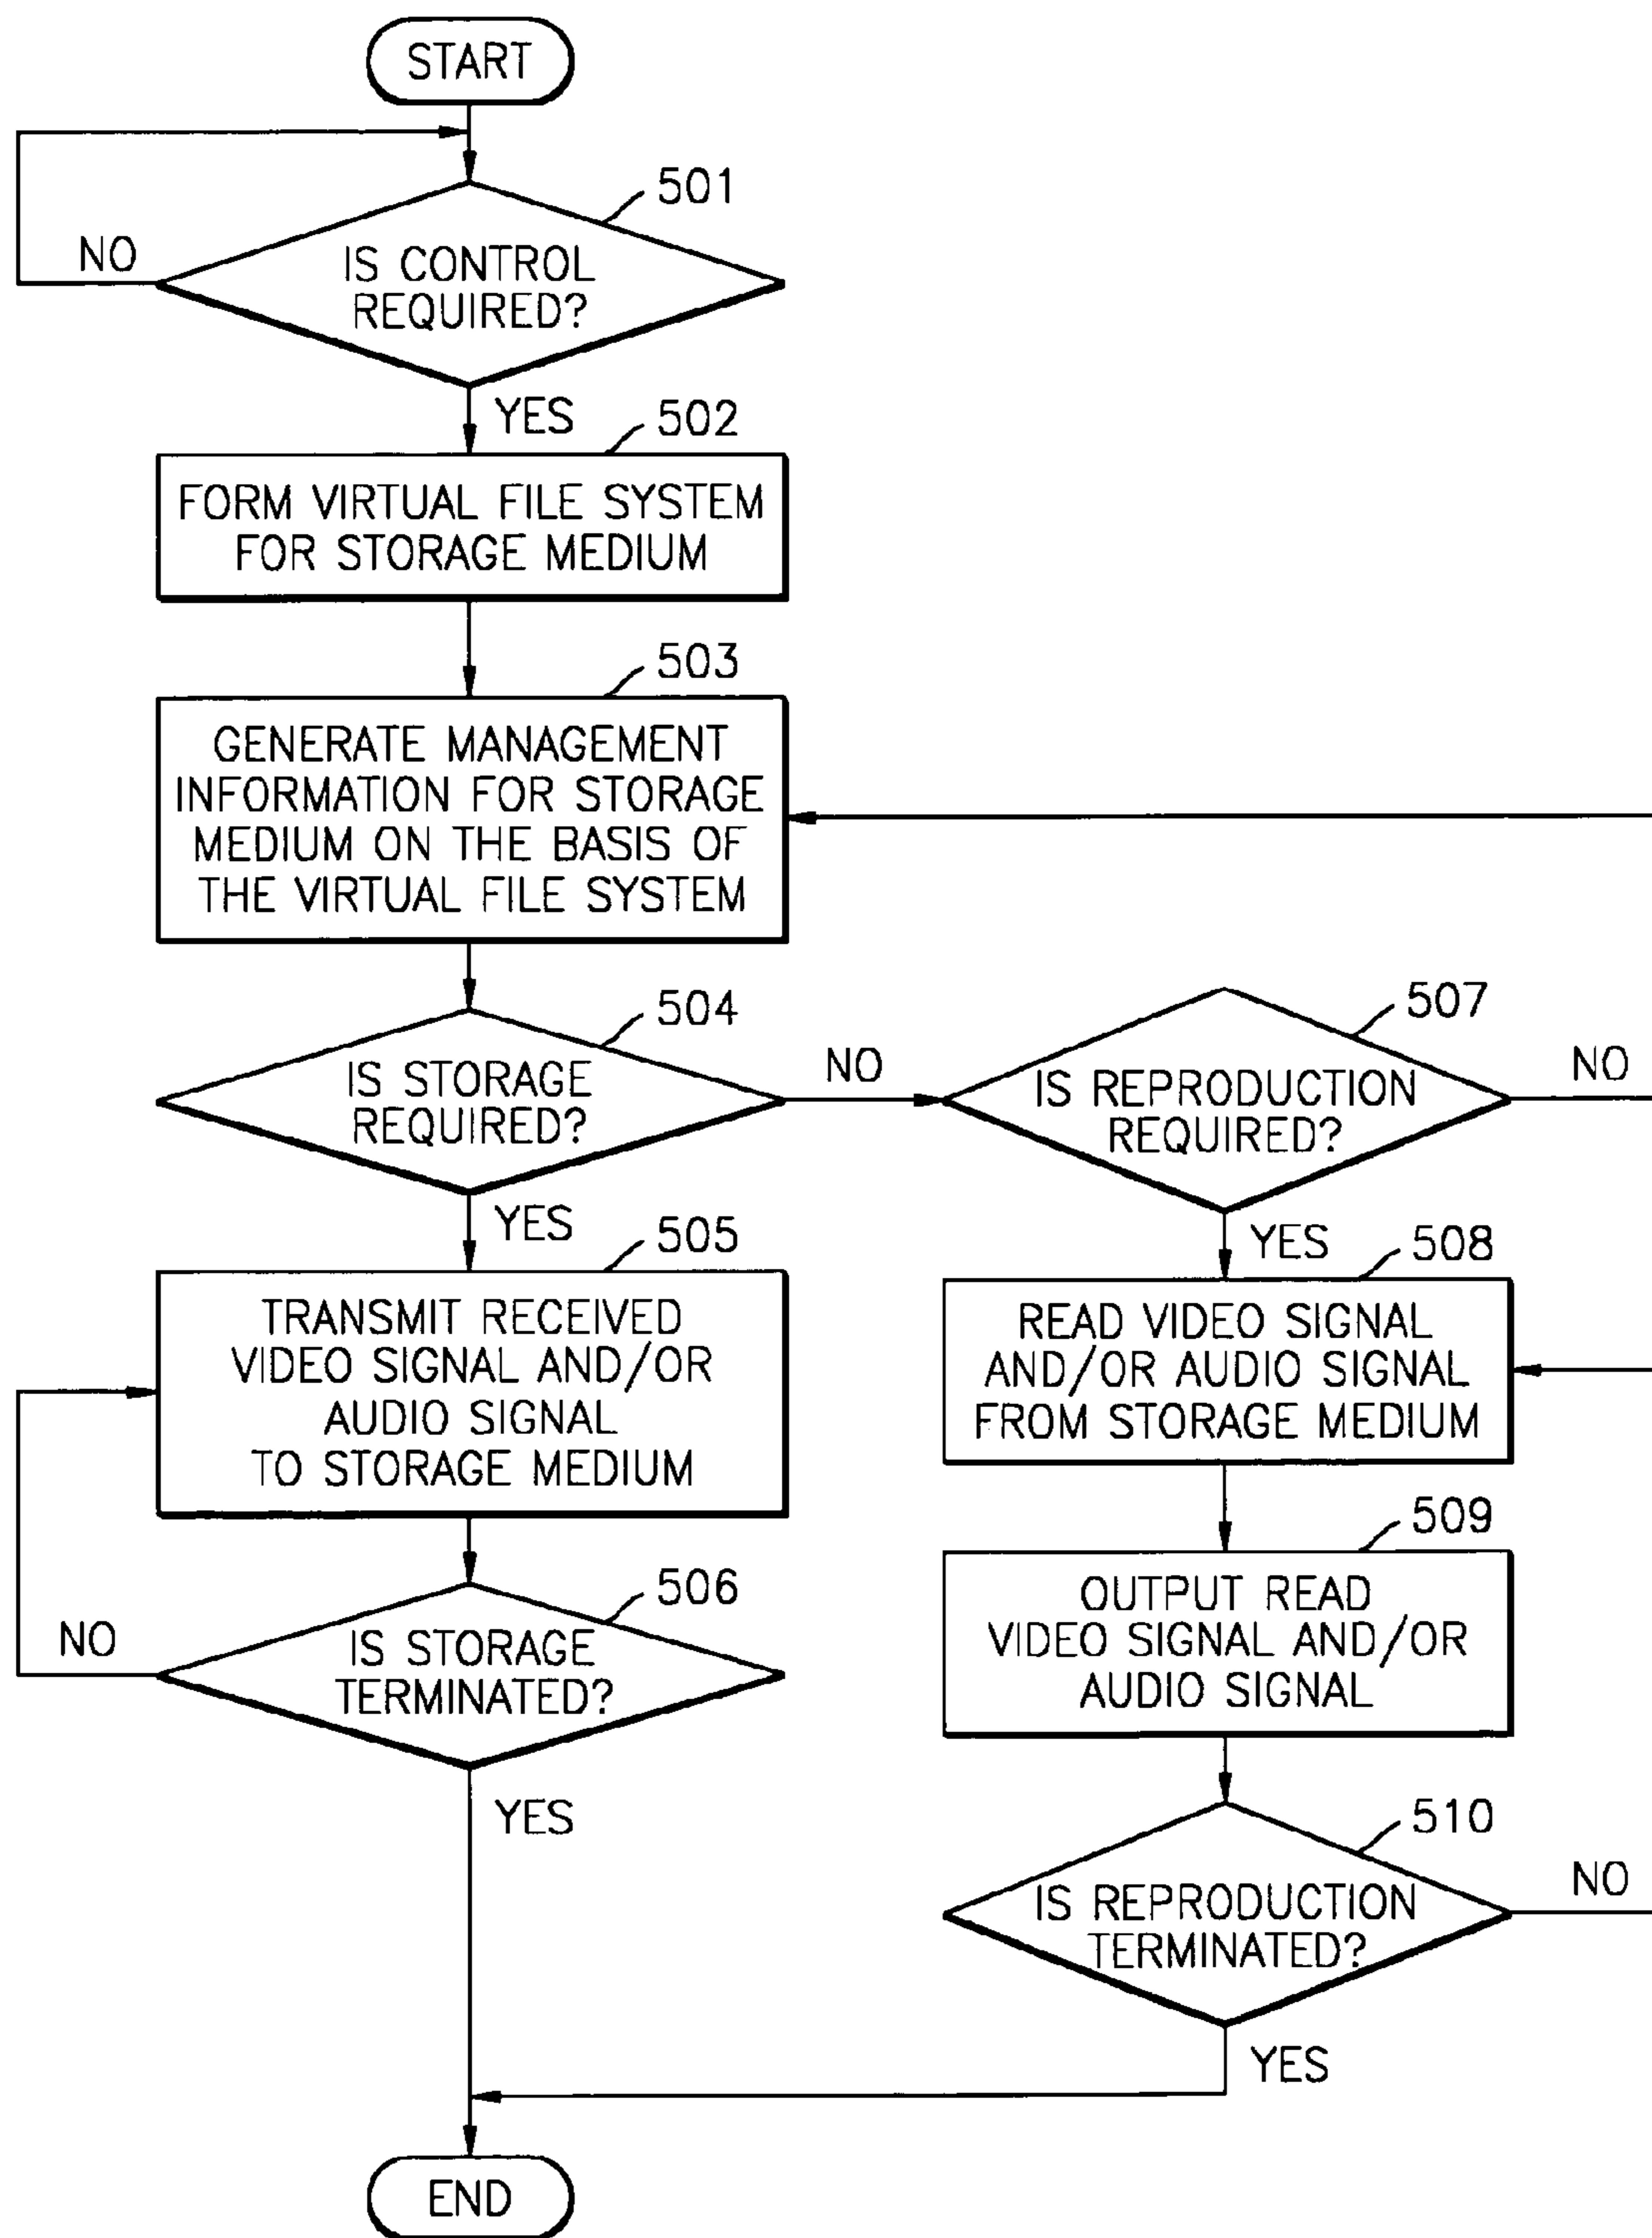 START
501
IS CONTROL
REQUIRED?
NO
YES
502
FORM VIRTUAL FILE SYSTEM
FOR STORAGE MEDIUM
503
GENERATE MANAGEMENT
INFORMATION FOR STORAGE
MEDIUM ON THE BASIS OF
THE VIRTUAL FILE SYSTEM
504
IS STORAGE
REQUIRED?
NO
YES
505
TRANSMIT RECEIVED
VIDEO SIGNAL AND/OR
AUDIO SIGNAL
TO STORAGE MEDIUM
506
IS STORAGE
TERMINATED?
NO
YES
507
IS REPRODUCTION
REQUIRED?
NO
YES
508
READ VIDEO SIGNAL
AND/OR AUDIO SIGNAL
FROM STORAGE MEDIUM
509
OUTPUT READ
VIDEO SIGNAL AND/OR
AUDIO SIGNAL
510
IS REPRODUCTION
TERMINATED?
NO
YES
END